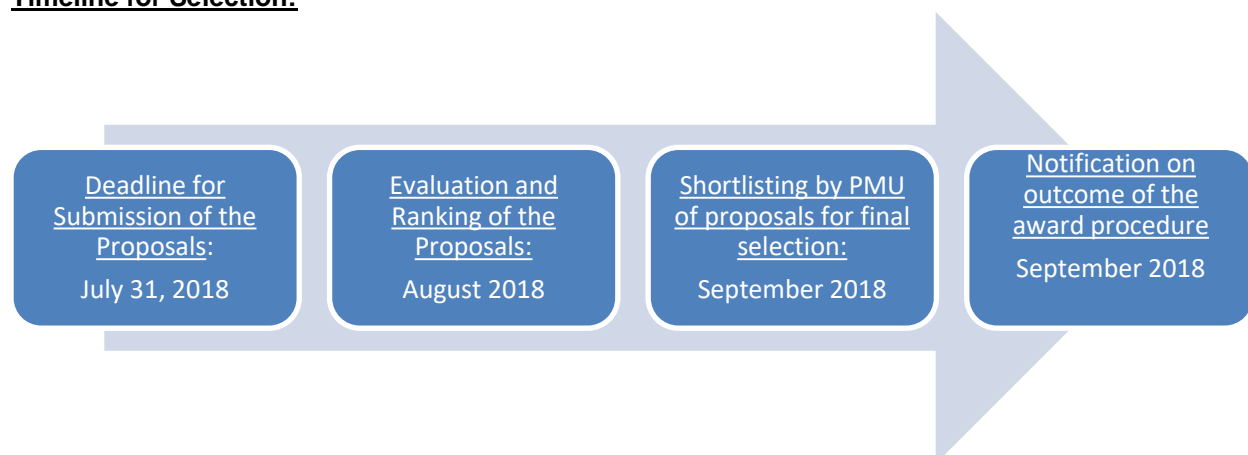 Timeline for Selection:
Deadline for
Submission of the
Proposals:
July 31, 2018
Evaluation and
Ranking of the
Proposals:
August 2018
Shortlisting by PMU
of proposals for final
selection:
September 2018
Notification on
outcome of the
award procedure
September 2018